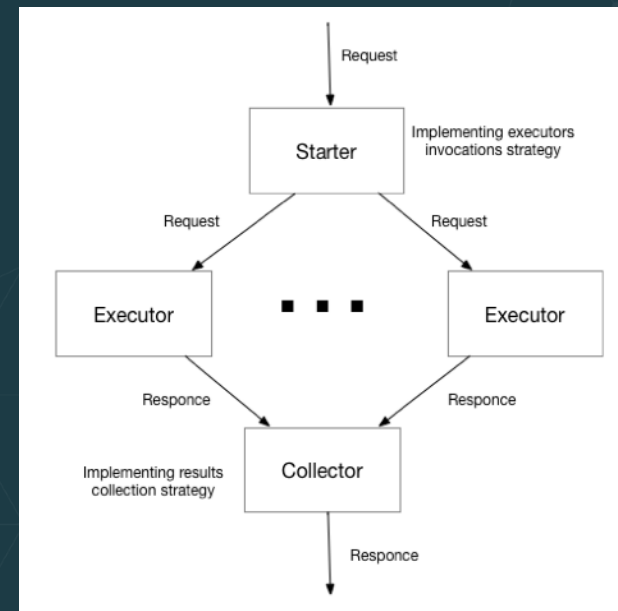 Request
Starter
Implementing executors
invocations strategy
Request
Request
Executor
Executor
Responce
Responce
Implementing results
collection strategy
Collector
Responce